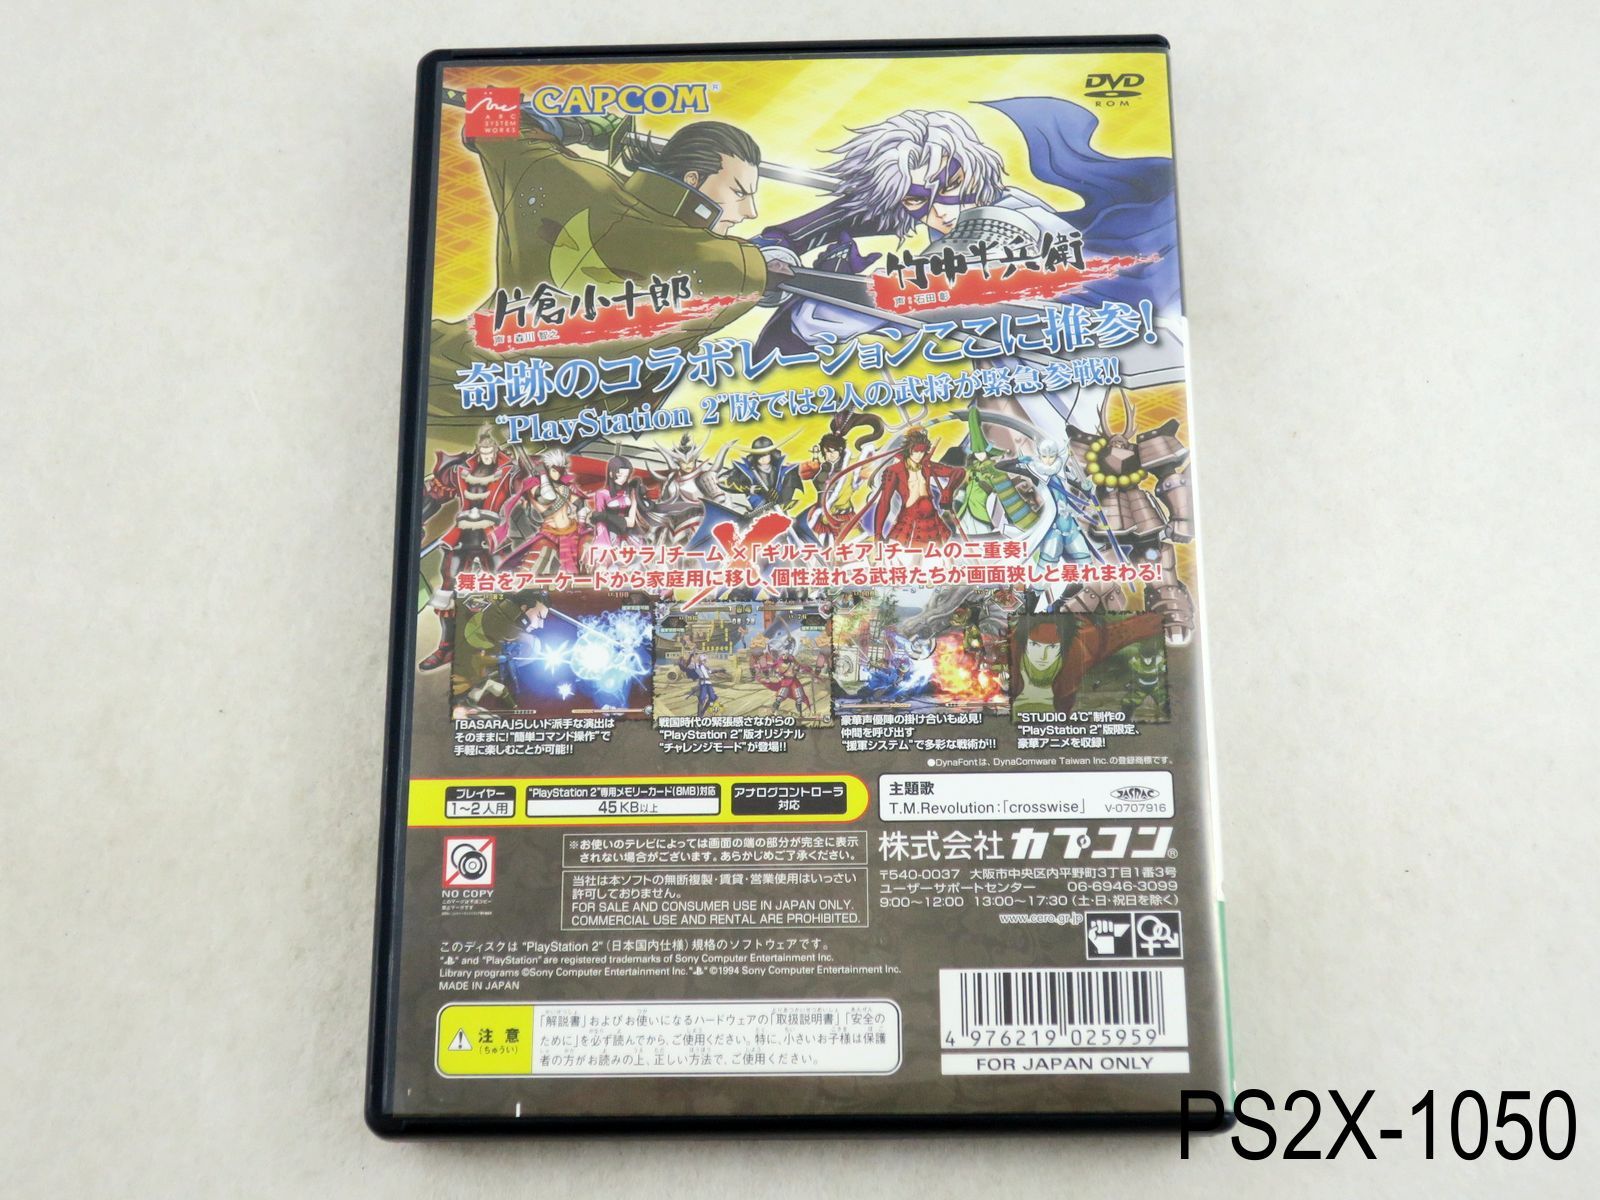 ARC
SYSTEM
WORKS
CAPCOM®
DVD
ROM
竹中半兵衛
声：石田 彰
片倉小十郎
声：森川 智之
奇跡のコラボレーションここに推参！
“PlayStation 2”版では2人の武将が緊急参戦!!
「バサラ」チーム×「ギルティギア」チームの二重奏！
舞台をアーケードから家庭用に移し、個性溢れる武将たちが画面狭しと暴れまわる！
「BASARA」らしいド派手な演出は
そのままに！“簡単コマンド操作”で
手軽に楽しむことが可能!!
戦国時代の緊張感さながらの
“PlayStation 2”版オリジナル
“チャレンジモード”が登場!!
豪華声優陣の掛け合いも必見！
仲間を呼び出す
“援軍システム”で多彩な戦術が!!
“STUDIO 4℃”制作の
“PlayStation 2”版限定、
豪華アニメを収録！
●DynaFontは、DynaComware Taiwan Inc.の登録商標です。
プレイヤー
1～2人用
“PlayStation 2”専用メモリーカード(8MB)対応
45KB以上
アナログコントローラ
対応
主題歌
T.M.Revolution：「crosswise」
JASRAC
V-0707916
NO COPY
※お使いのテレビによっては画面の端の部分が完全に表示
されない場合がございます。あらかじめご了承ください。
当社は本ソフトの無断複製・賃貸・営業使用はいっさい
許可しておりません。
FOR SALE AND CONSUMER USE IN JAPAN ONLY.
COMMERCIAL USE AND RENTAL ARE PROHIBITED.
株式会社カプコン®
〒540-0037 大阪市中央区内平野町3丁目1番3号
ユーザーサポートセンター 06-6946-3099
9:00～12:00 13:00～17:30（土・日・祝日を除く）
www.cero.gr.jp
このディスクは “PlayStation 2”（日本国内仕様）規格のソフトウェアです。
" " and "PlayStation" are registered trademarks of Sony Computer Entertainment Inc.
Library programs ©Sony Computer Entertainment Inc. " " ©1994 Sony Computer Entertainment Inc.
MADE IN JAPAN
注意
（ちゅうい）
「解説書」およびお使いになるハードウェアの「取扱説明書」「安全の
ために」を必ず読んでから、ご使用ください。特に、小さいお子様は保護
者の方がお読みの上、正しい方法で、ご使用ください。
4 976219 025959
FOR JAPAN ONLY
PS2X-1050